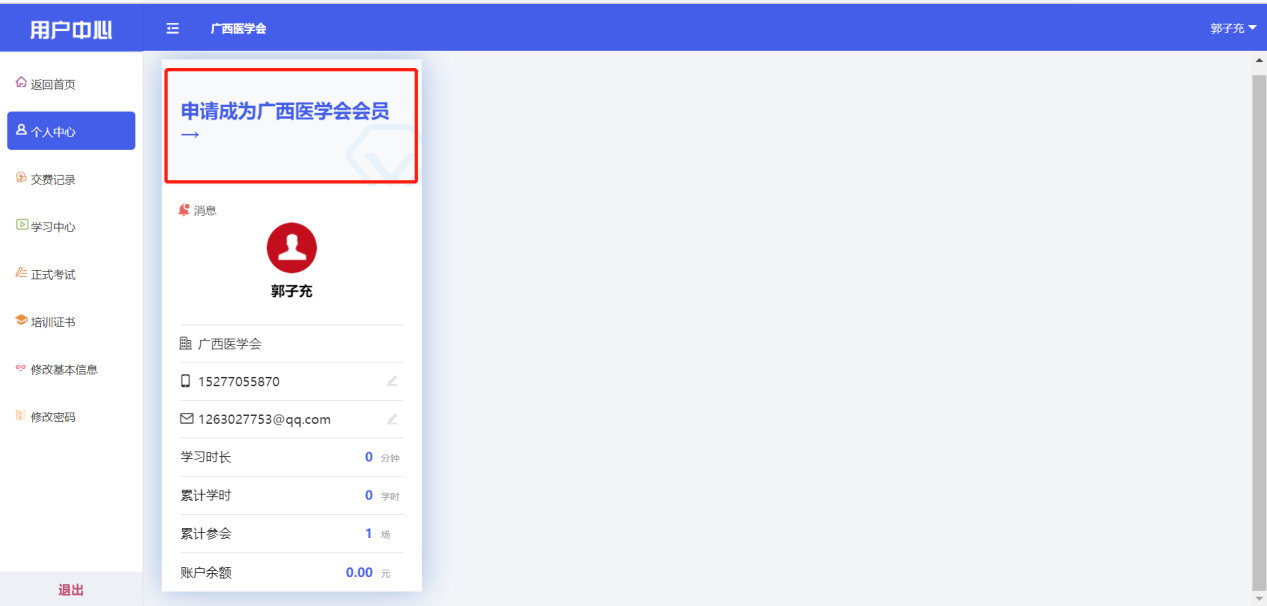 用户中心
广西医学会
郭子充
返回首页
个人中心
交费记录
学习中心
正式考试
培训证书
修改基本信息
修改密码
退出
申请成为广西医学会会员
→
消息
郭子充
广西医学会
15277055870
1263027753@qq.com
学习时长 0 分钟
累计学时 0 学时
累计参会 1 场
账户余额 0.00 元